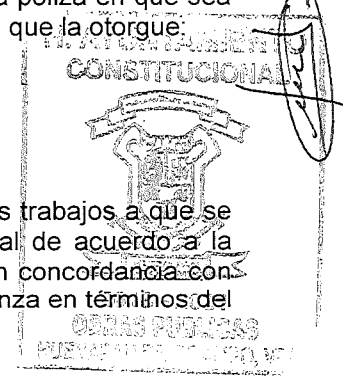 a póliza en que sea
que la otorgue:
H. AYUNTAMIENTO
CONSTITUCIONAL
s trabajos a que se
al de acuerdo a la
n concordancia con
nza en términos del
OBRAS PUBLICAS